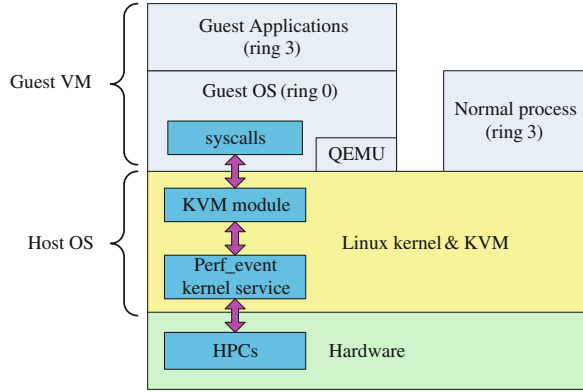 Guest Applications
(ring 3)
Guest VM
Guest OS (ring 0)
Normal process
(ring 3)
syscalls
QEMU
KVM module
Host OS
Linux kernel & KVM
Perf_event
kernel service
HPCs
Hardware